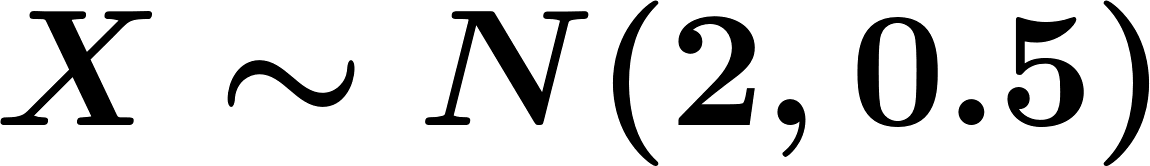 X ~ N(2, 0.5)